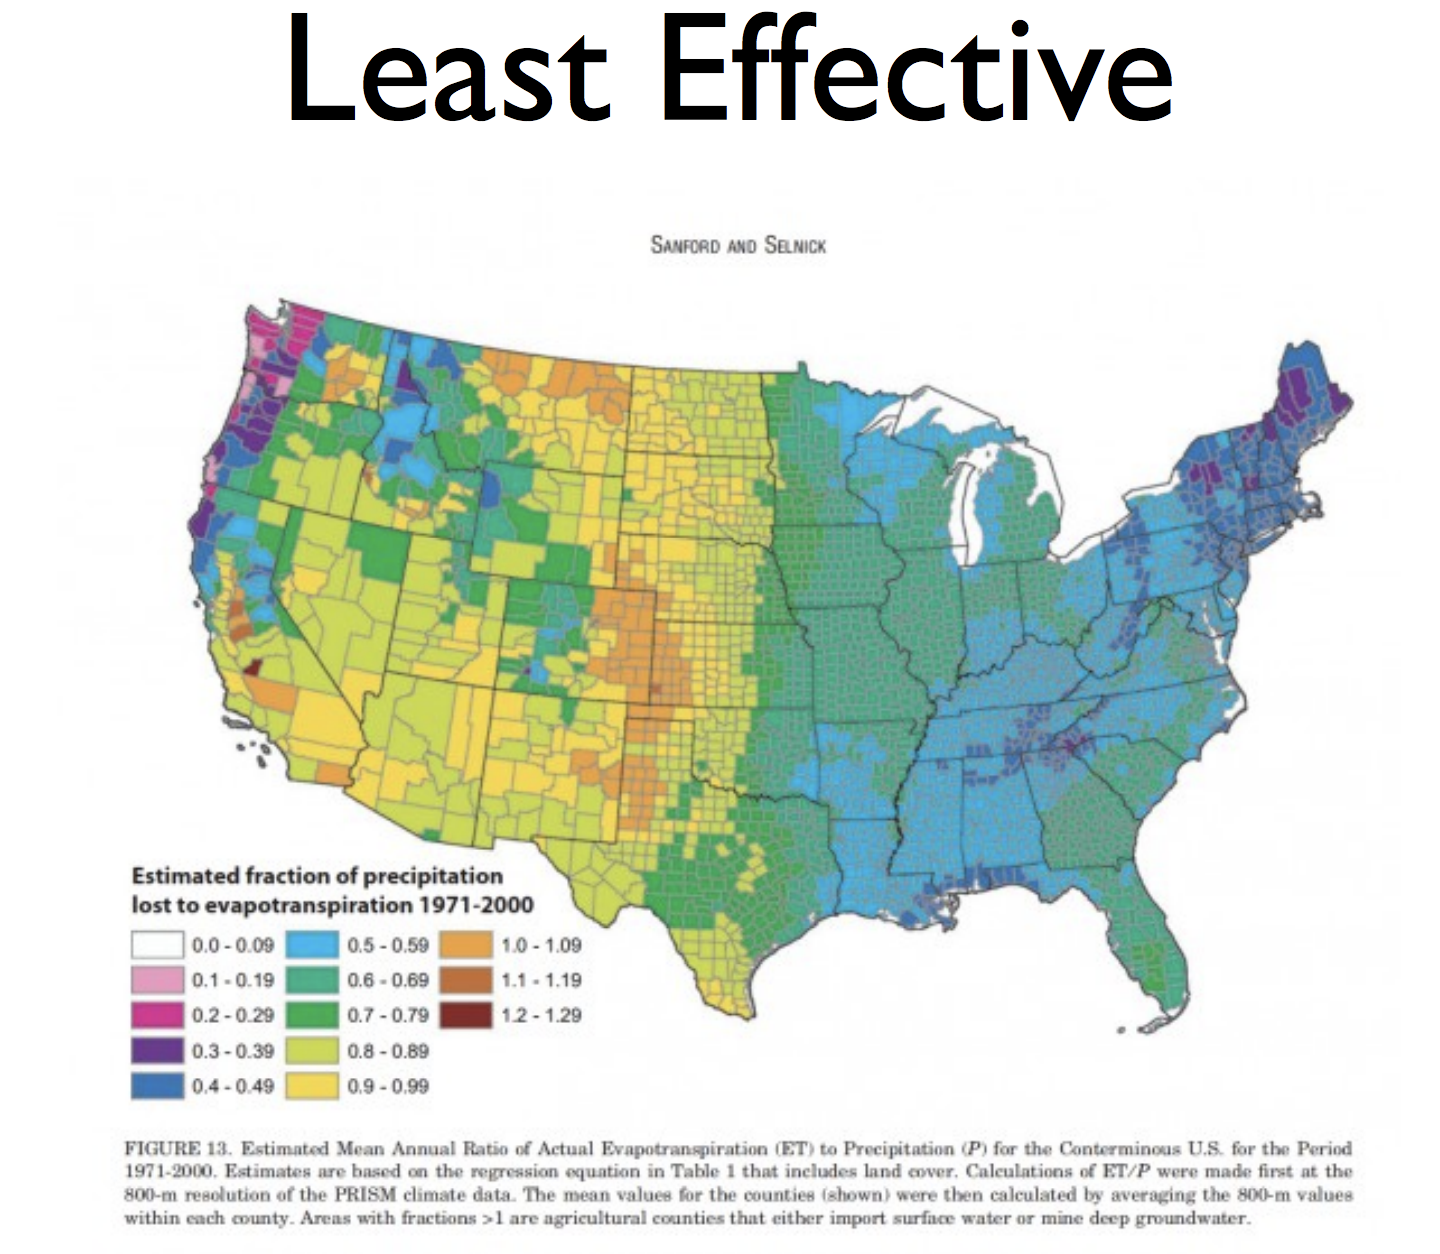 Least Effective
SANFORD AND SELNICK
Estimated fraction of precipitation
lost to evapotranspiration 1971-2000
0.0 - 0.09 0.5 - 0.59 1.0 - 1.09
0.1 - 0.19 0.6 - 0.69 1.1 - 1.19
0.2 - 0.29 0.7 - 0.79 1.2 - 1.29
0.3 - 0.39 0.8 - 0.89
0.4 - 0.49 0.9 - 0.99
FIGURE 13. Estimated Mean Annual Ratio of Actual Evapotranspiration (ET) to Precipitation (P) for the Conterminous U.S. for the Period
1971-2000. Estimates are based on the regression equation in Table 1 that includes land cover. Calculations of ET/P were made first at the
800-m resolution of the PRISM climate data. The mean values for the counties (shown) were then calculated by averaging the 800-m values
within each county. Areas with fractions >1 are agricultural counties that either import surface water or mine deep groundwater.